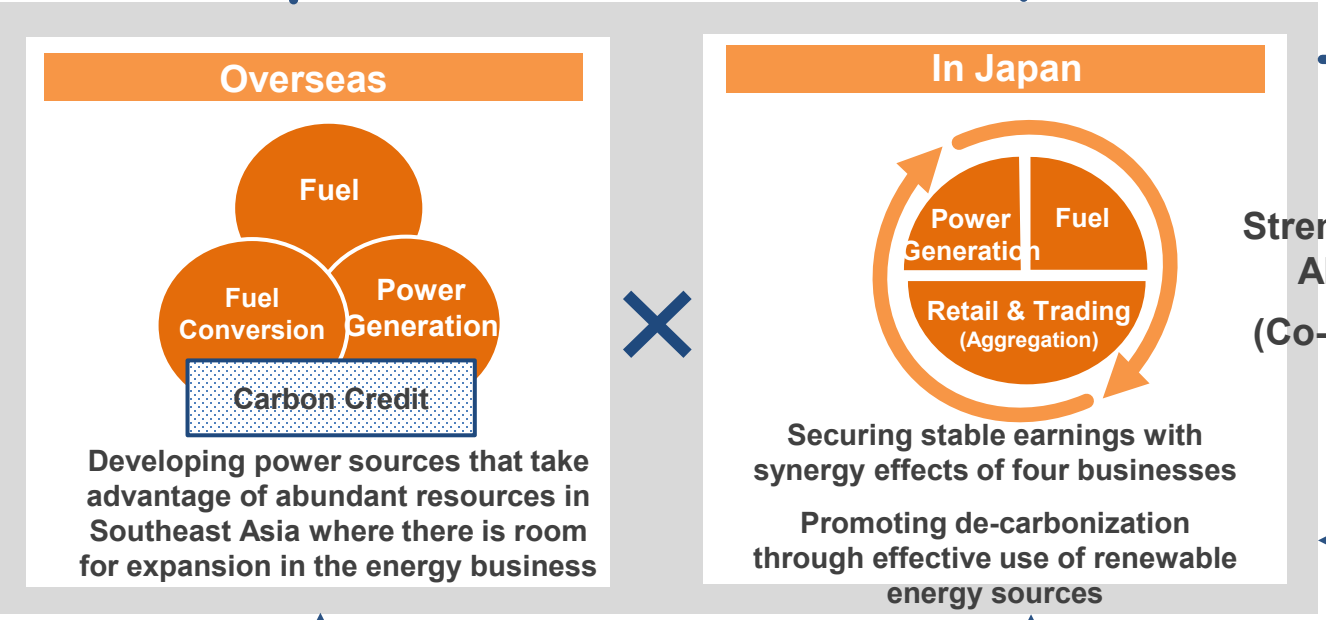 Overseas
Fuel
Fuel
Conversion
Power
Generation
Carbon Credit
Developing power sources that take
advantage of abundant resources in
Southeast Asia where there is room
for expansion in the energy business
In Japan
Power
Generation
Fuel
Retail & Trading
(Aggregation)
Securing stable earnings with
synergy effects of four businesses
Promoting de-carbonization
through effective use of renewable
energy sources
(Co-